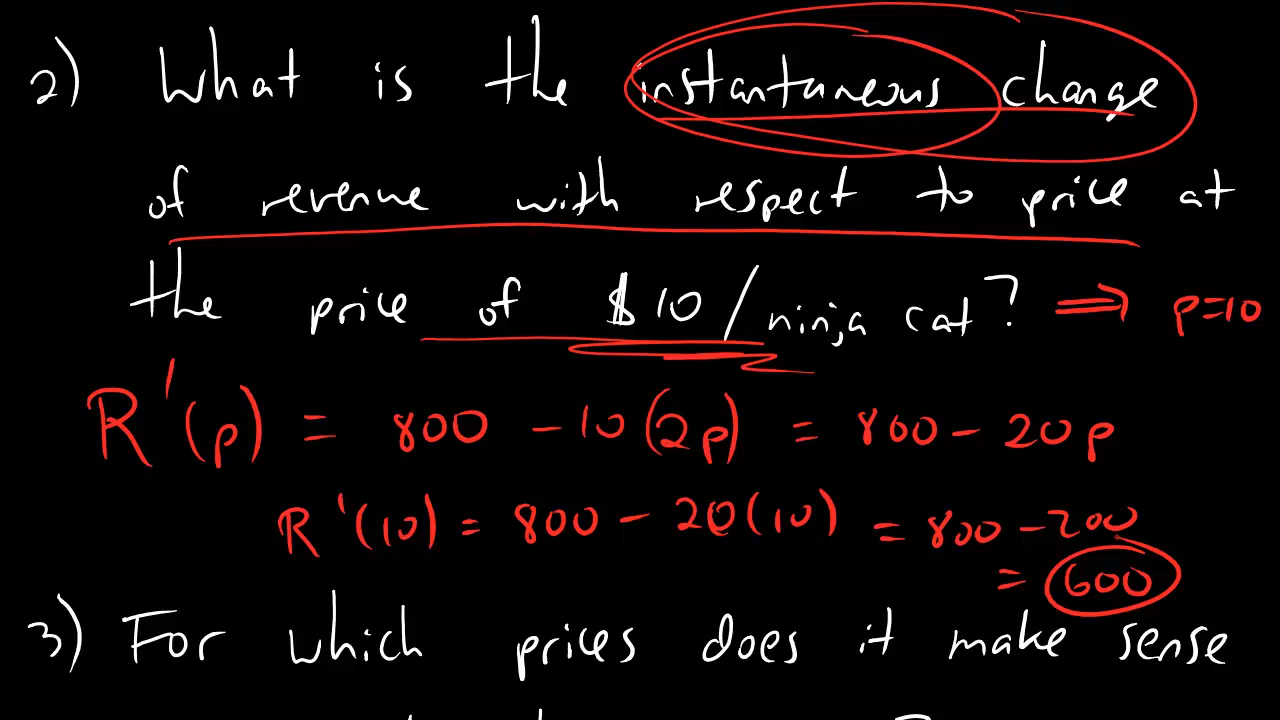 2) What is the instantaneous change
of revenue with respect to price at
the price of $10/ninja cat? ⟹ p=10
R'(p) = 800 - 10(2p) = 800 - 20p
R'(10) = 800 - 20(10) = 800 - 200
= 600
3) For which prices does it make sense